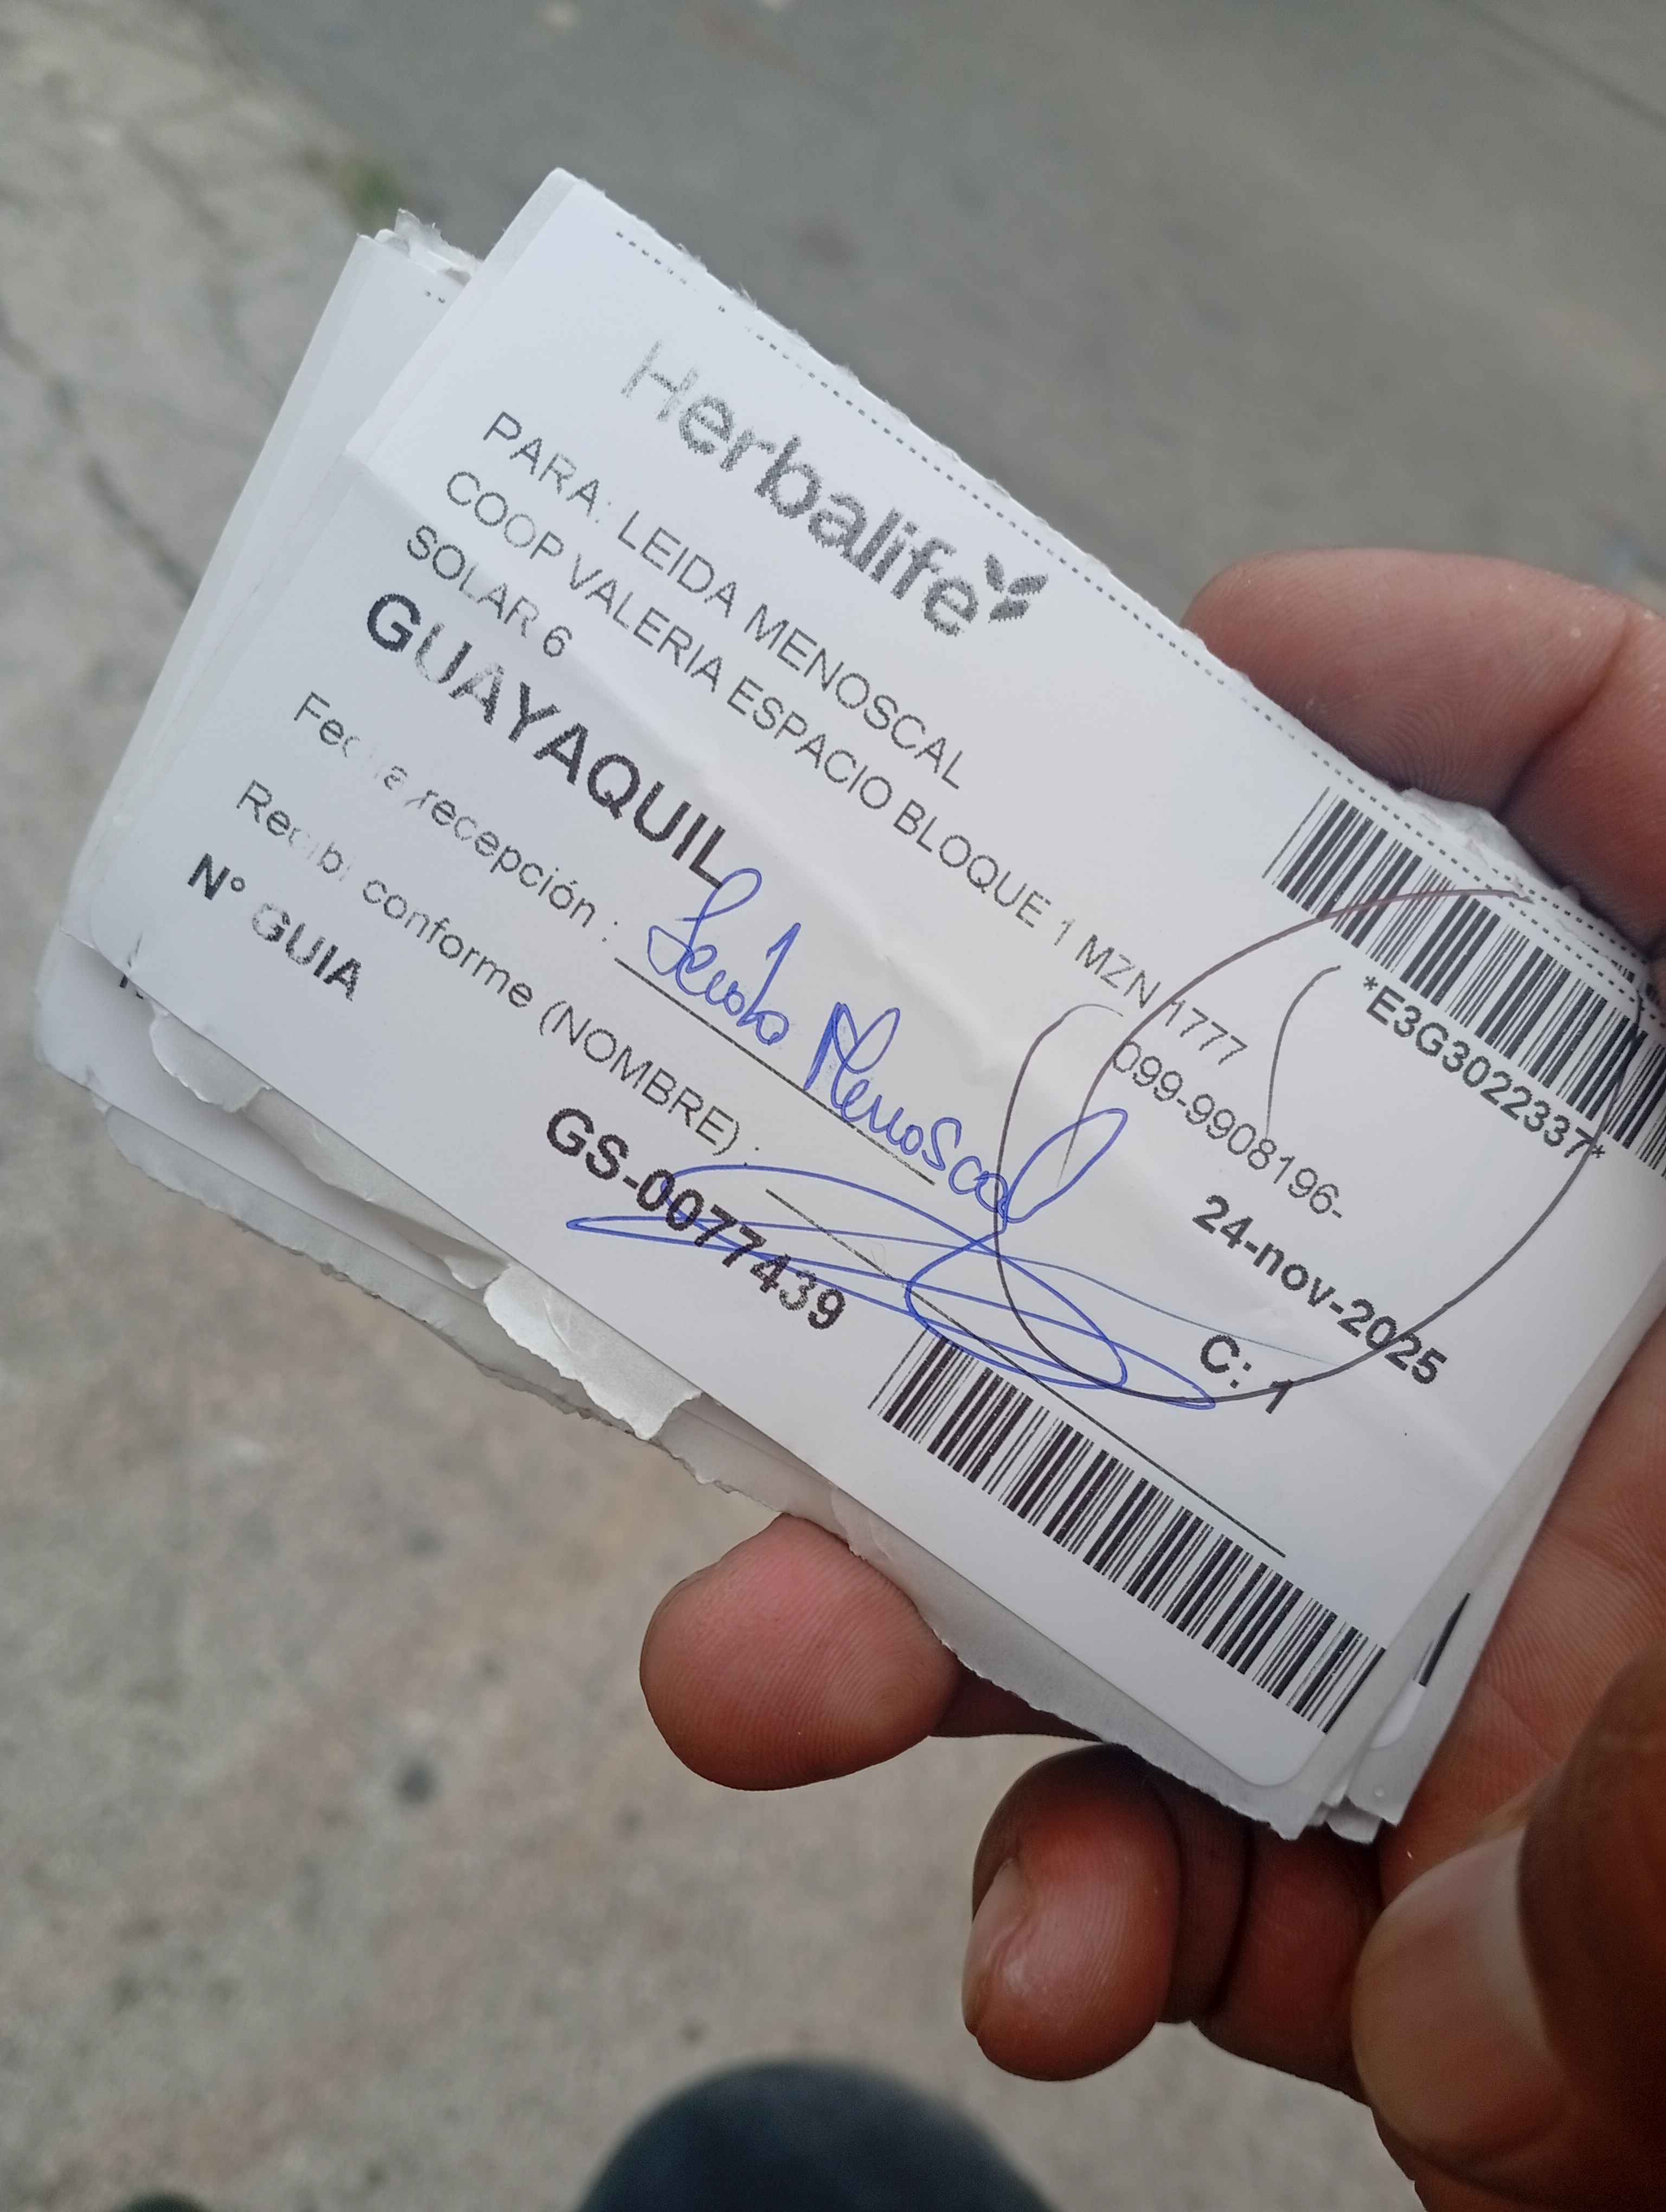 Herbalife
*E3G3022337*
PARA: LEIDA MENOSCAL
COOP VALERIA ESPACIO BLOQUE 1 MZN 1777
SOLAR 6
099-9908196-
GUAYAQUIL
24-nov-2025
Fecha recepción :
C: 1
Menoscal
Recibi conforme (NOMBRE) :
N° GUIA
GS-0077439